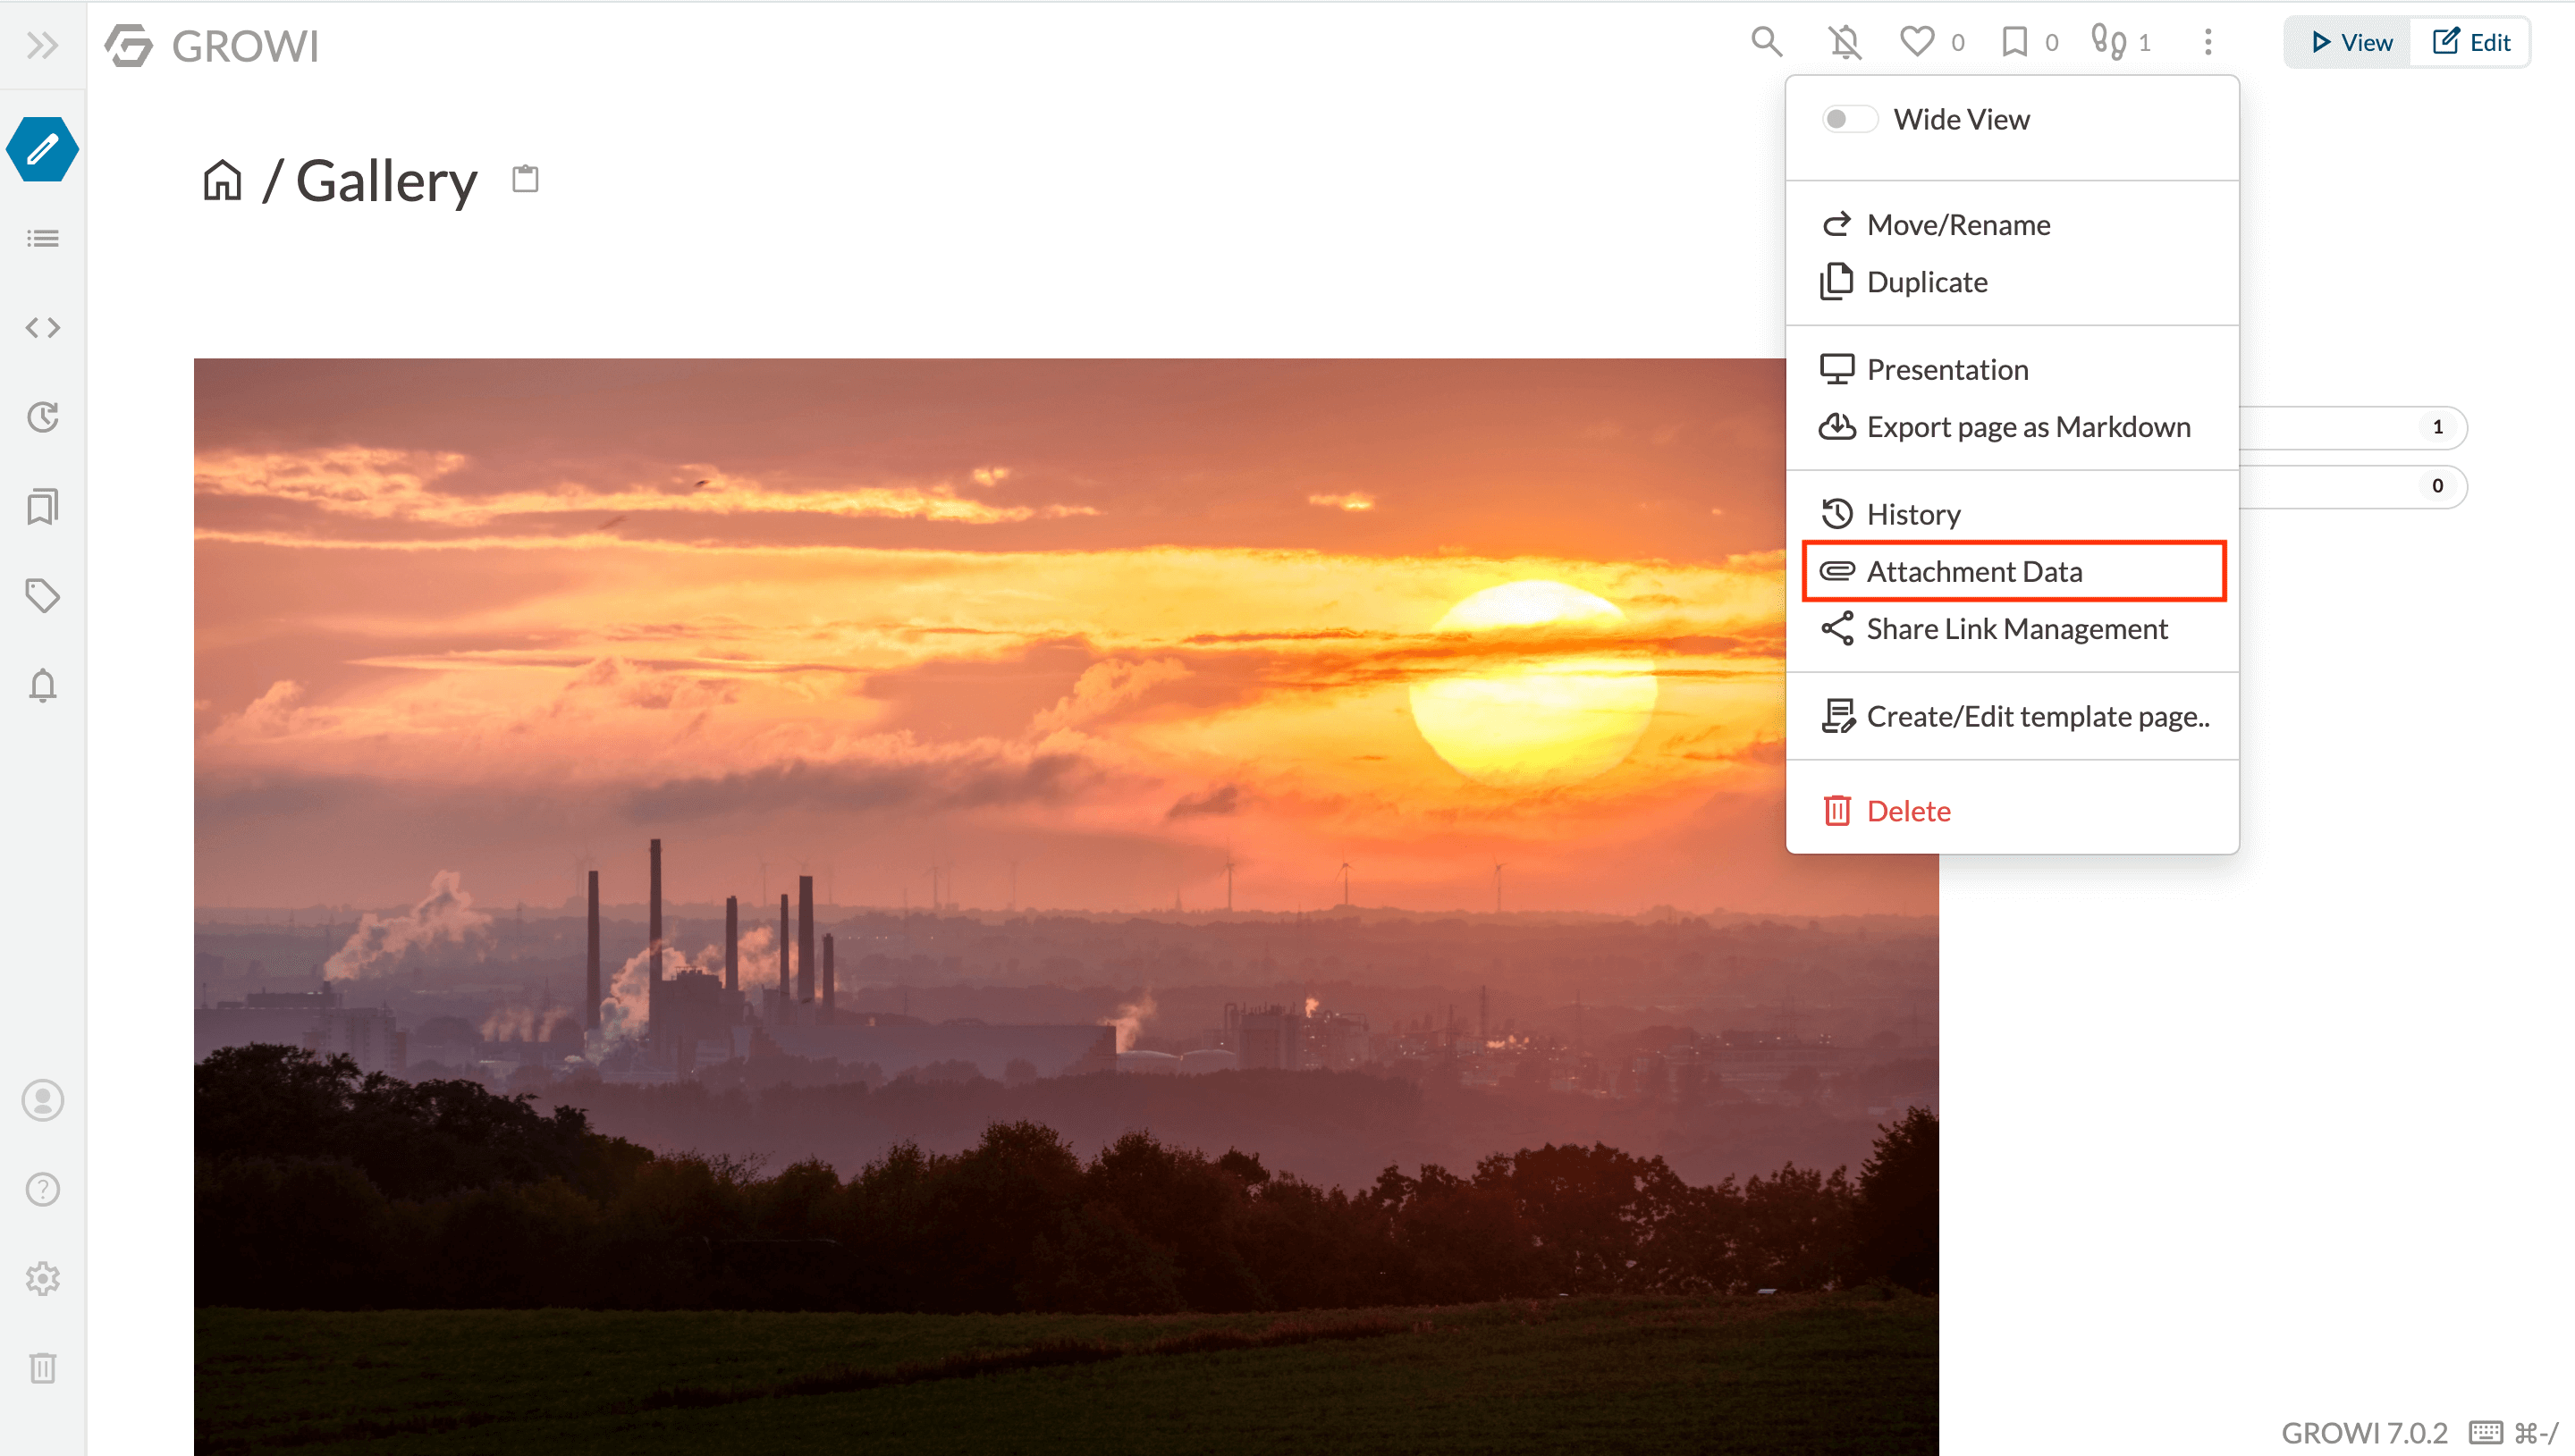 GROWI
0
0
1
View
Edit
Wide View
/ Gallery
Move/Rename
Duplicate
Presentation
Export page as Markdown
1
0
History
Attachment Data
Share Link Management
Create/Edit template page..
Delete
GROWI 7.0.2
⌘-/